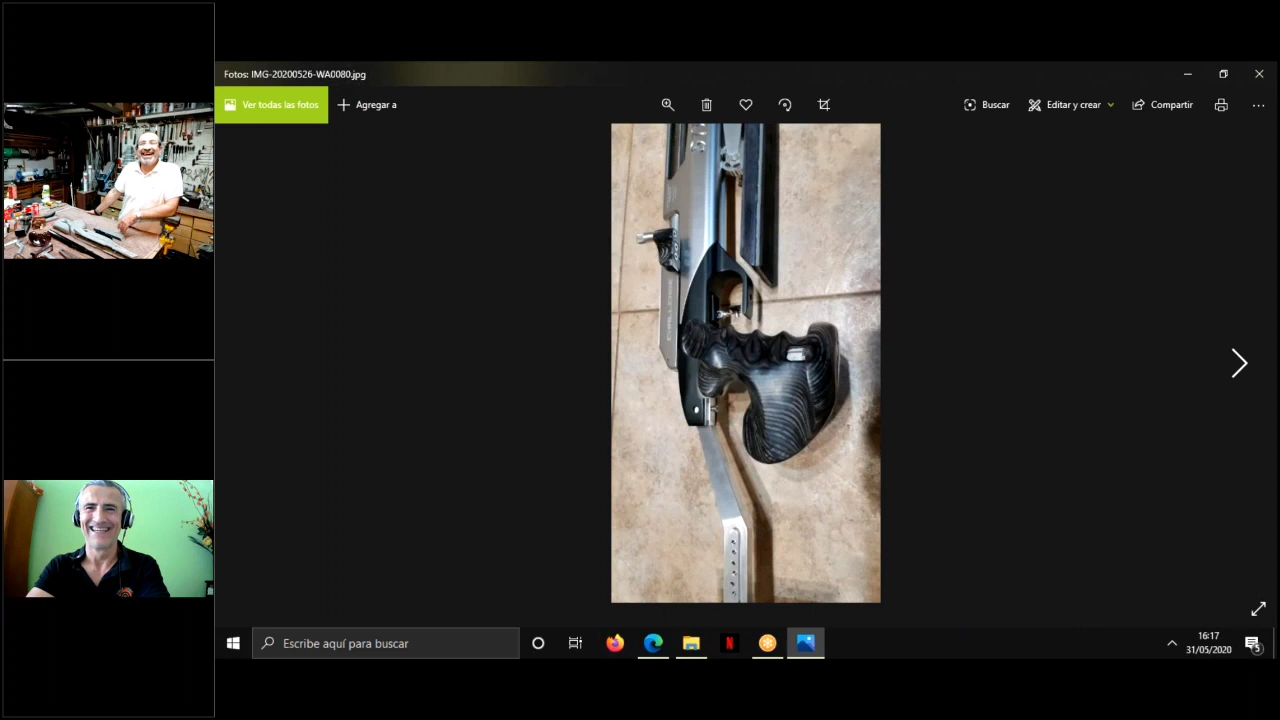 Fotos: IMG-20200526-WA0080.jpg
Ver todas las fotos
Agregar a
Buscar
Editar y crear
Compartir
Escribe aquí para buscar
N
16:17
31/05/2020
5